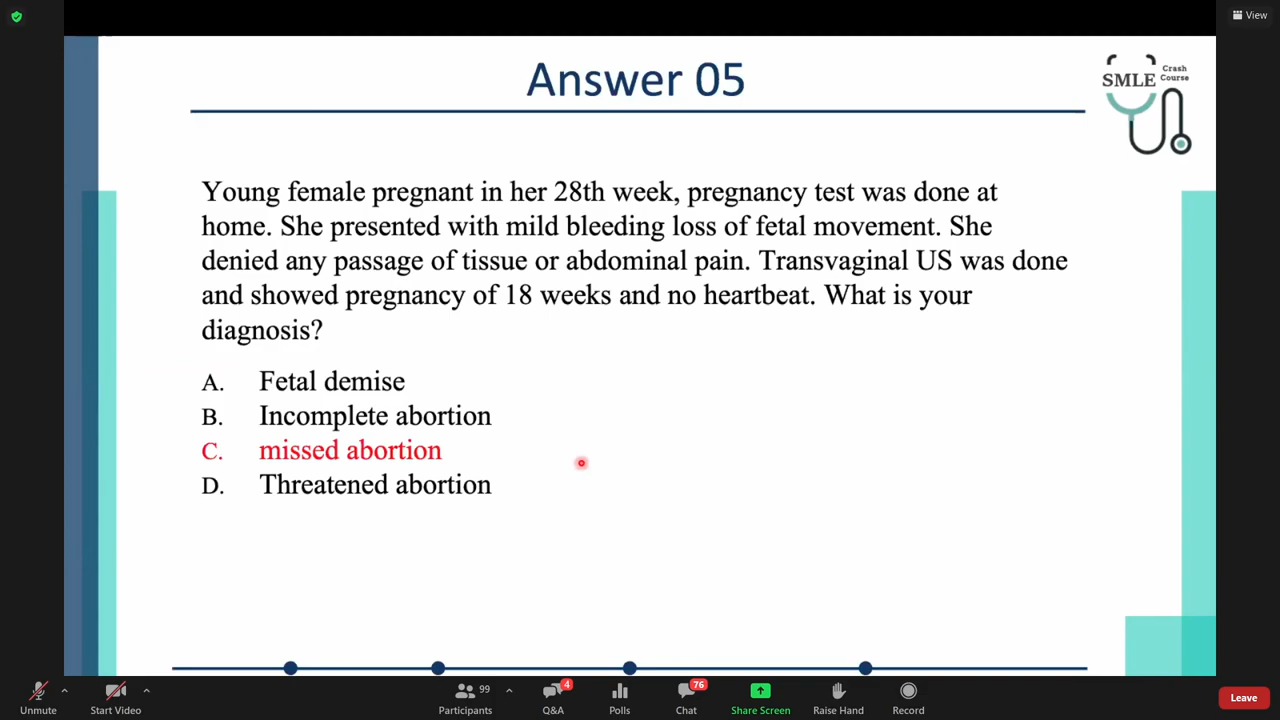 View
Answer 05
SMLE Crash
Course
Young female pregnant in her 28th week, pregnancy test was done at
home. She presented with mild bleeding loss of fetal movement. She
denied any passage of tissue or abdominal pain. Transvaginal US was done
and showed pregnancy of 18 weeks and no heartbeat. What is your
diagnosis?
A. Fetal demise
B. Incomplete abortion
C. missed abortion
D. Threatened abortion
99 4 76
Unmute Start Video Participants Q&A Polls Chat Share Screen Raise Hand Record Leave